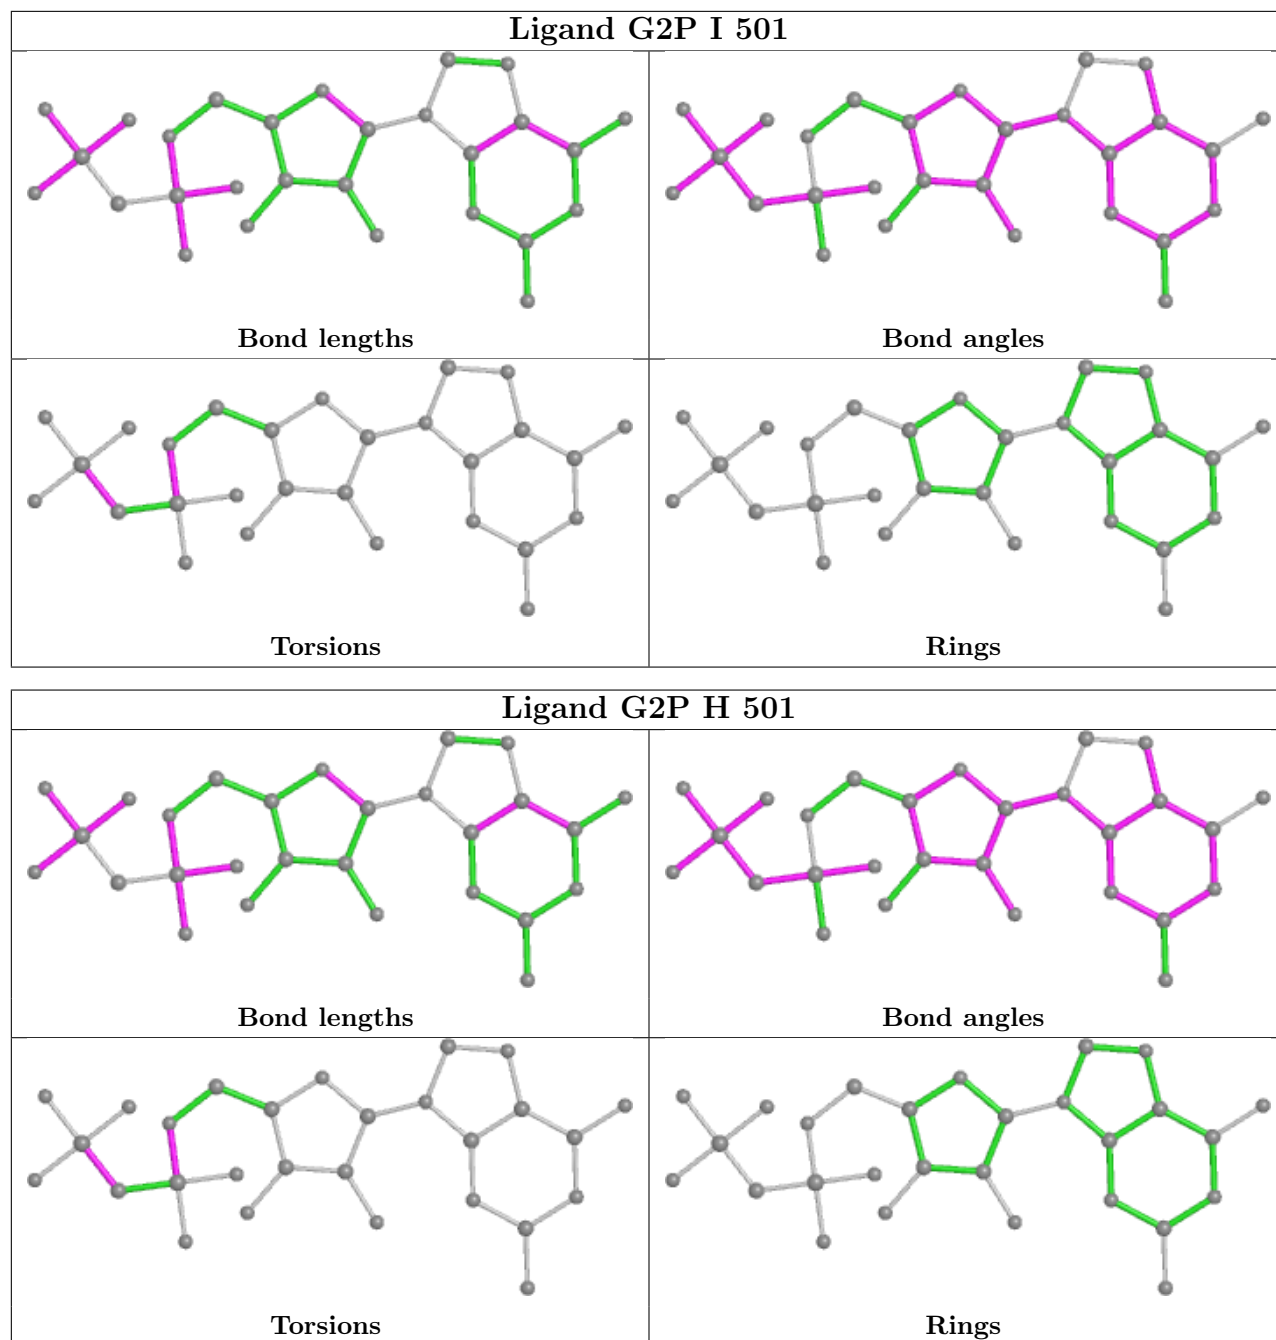 Ligand G2P I 501
Bond lengths
Bond angles
Torsions
Rings
Ligand G2P H 501
Bond lengths
Bond angles
Torsions
Rings